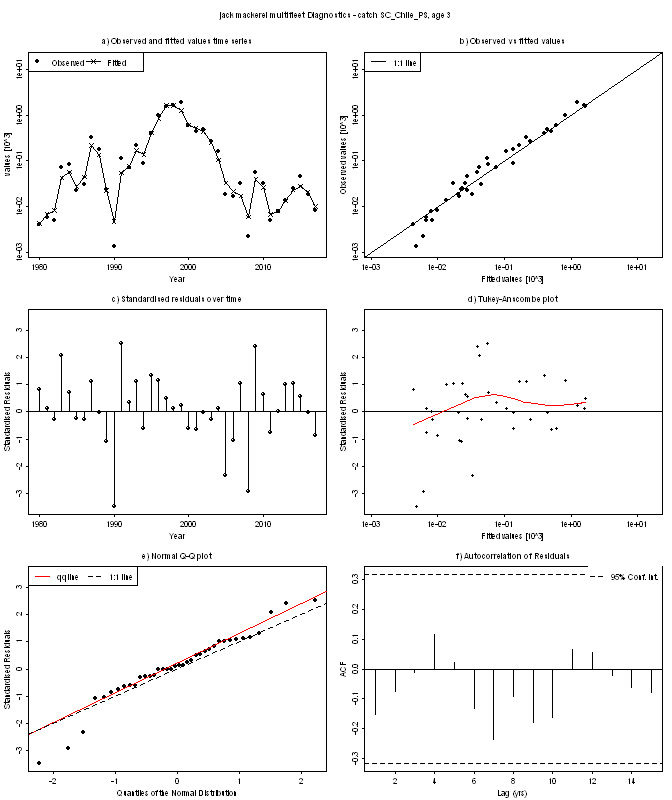 jack mackerel multifleet Diagnostics - catch SC_Chile_PS, age 3
a) Observed and fitted values time series
b) Observed vs fitted values
Observed Fitted
1e+01
1e+00
1e-01
1e-02
1e-03
values [10^3]
1980 1990 2000 2010
Year
1:1 line
1e+01
1e+00
1e-01
1e-02
1e-03
Observed values [10^3]
1e-03 1e-02 1e-01 1e+00 1e+01
Fitted values [10^3]
c) Standardised residuals over time
d) Tukey-Anscombe plot
3
2
1
0
-1
-2
-3
Standardised Residuals
1980 1990 2000 2010
Year
3
2
1
0
-1
-2
-3
Standardised Residuals
1e-03 1e-02 1e-01 1e+00 1e+01
Fitted values [10^3]
e) Normal Q-Q plot
f) Autocorrelation of Residuals
qq line 1:1 line
3
2
1
0
-1
-2
-3
Standardised Residuals
-2 -1 0 1 2
Quantiles of the Normal Distribution
95% Conf. Int.
0.3
0.2
0.1
0.0
-0.1
-0.2
-0.3
ACF
2 4 6 8 10 12 14
Lag (yrs)